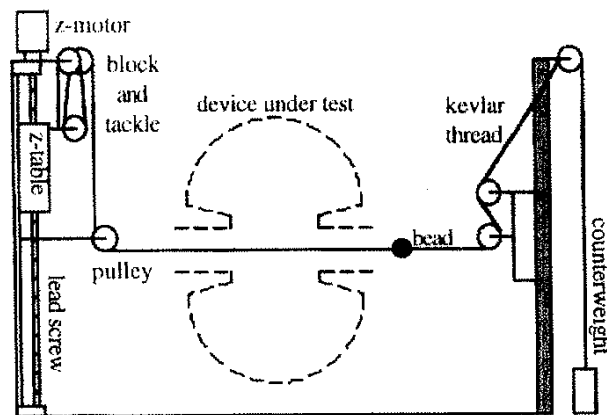 z-motor
block
and
tackle
device under test
kevlar
thread
z-table
bead
pulley
lead screw
counterweight